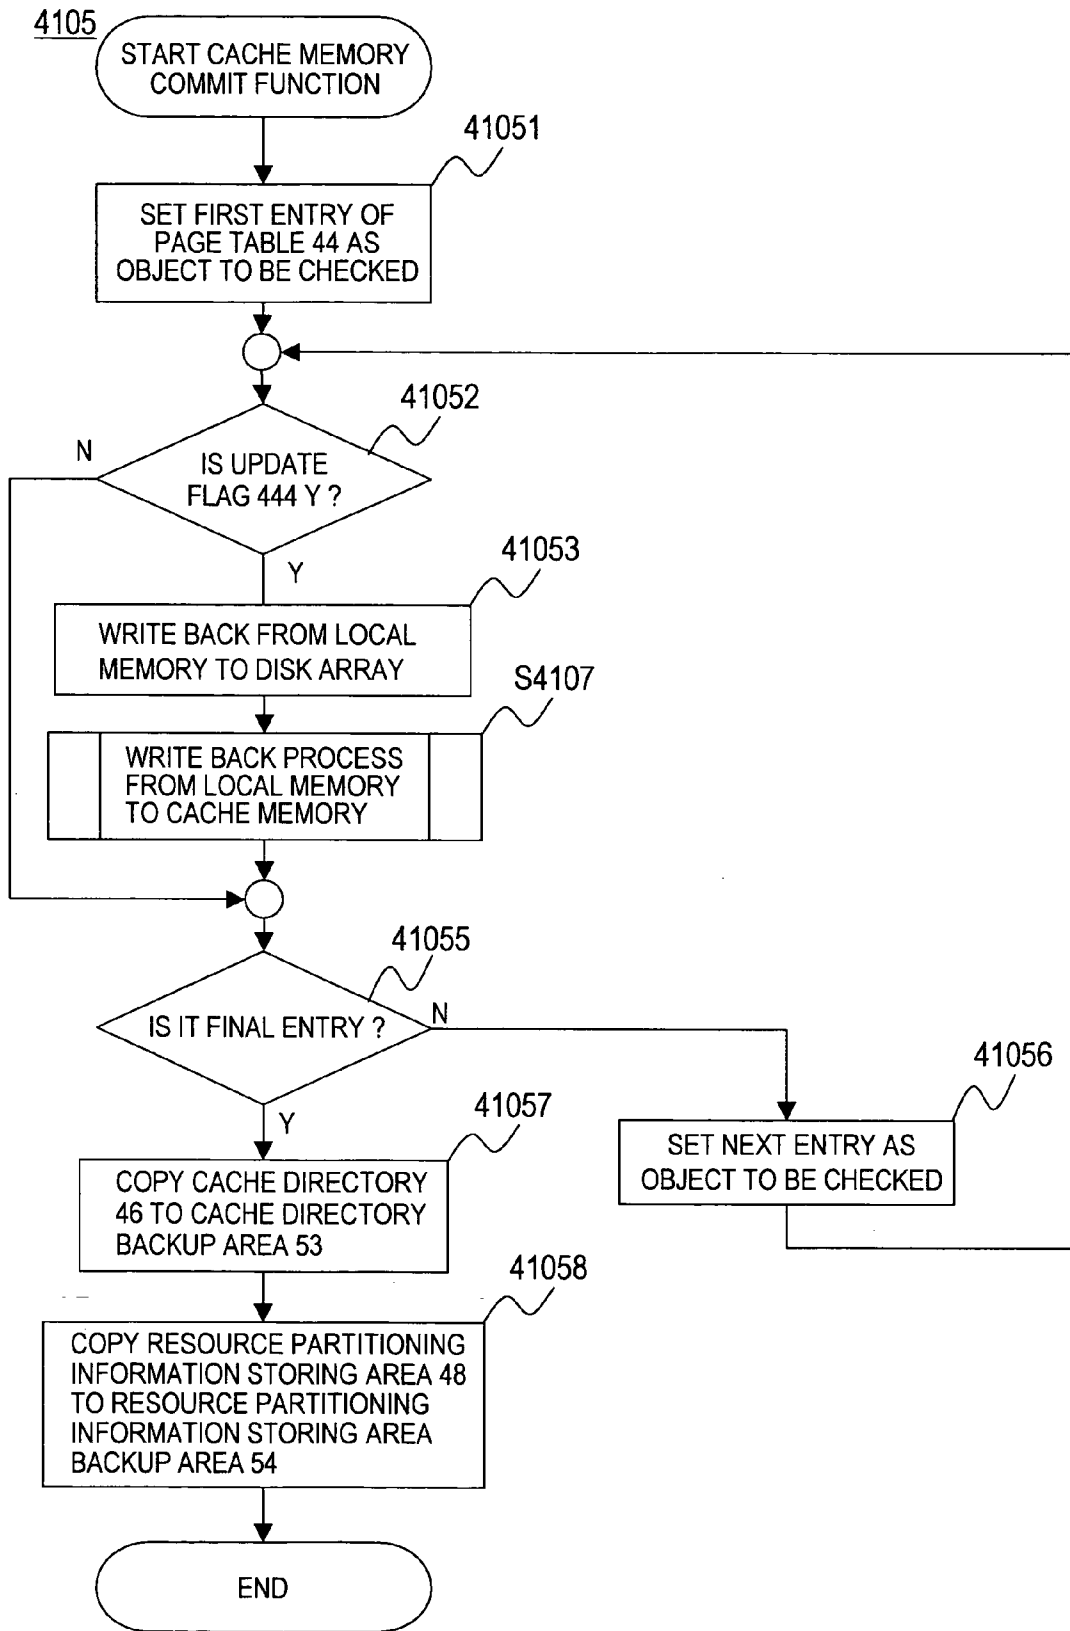 4105
START CACHE MEMORY
COMMIT FUNCTION
41051
SET FIRST ENTRY OF
PAGE TABLE 44 AS
OBJECT TO BE CHECKED
41052
N
IS UPDATE
FLAG 444 Y ?
Y
41053
WRITE BACK FROM LOCAL
MEMORY TO DISK ARRAY
S4107
WRITE BACK PROCESS
FROM LOCAL MEMORY
TO CACHE MEMORY
41055
IS IT FINAL ENTRY ?
N
Y
41056
SET NEXT ENTRY AS
OBJECT TO BE CHECKED
41057
COPY CACHE DIRECTORY
46 TO CACHE DIRECTORY
BACKUP AREA 53
41058
COPY RESOURCE PARTITIONING
INFORMATION STORING AREA 48
TO RESOURCE PARTITIONING
INFORMATION STORING AREA
BACKUP AREA 54
END